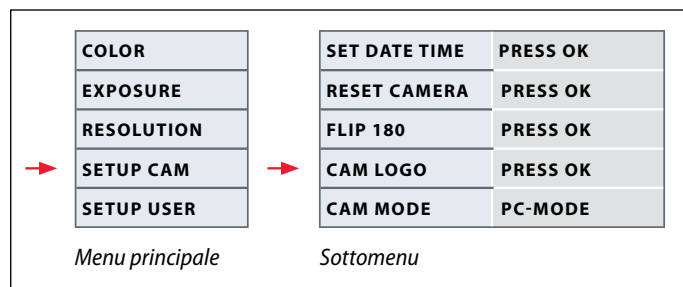 COLOR
EXPOSURE
RESOLUTION
SETUP CAM
SETUP USER
Menu principale
SET DATE TIME PRESS OK
RESET CAMERA PRESS OK
FLIP 180 PRESS OK
CAM LOGO PRESS OK
CAM MODE PC-MODE
Sottomenu